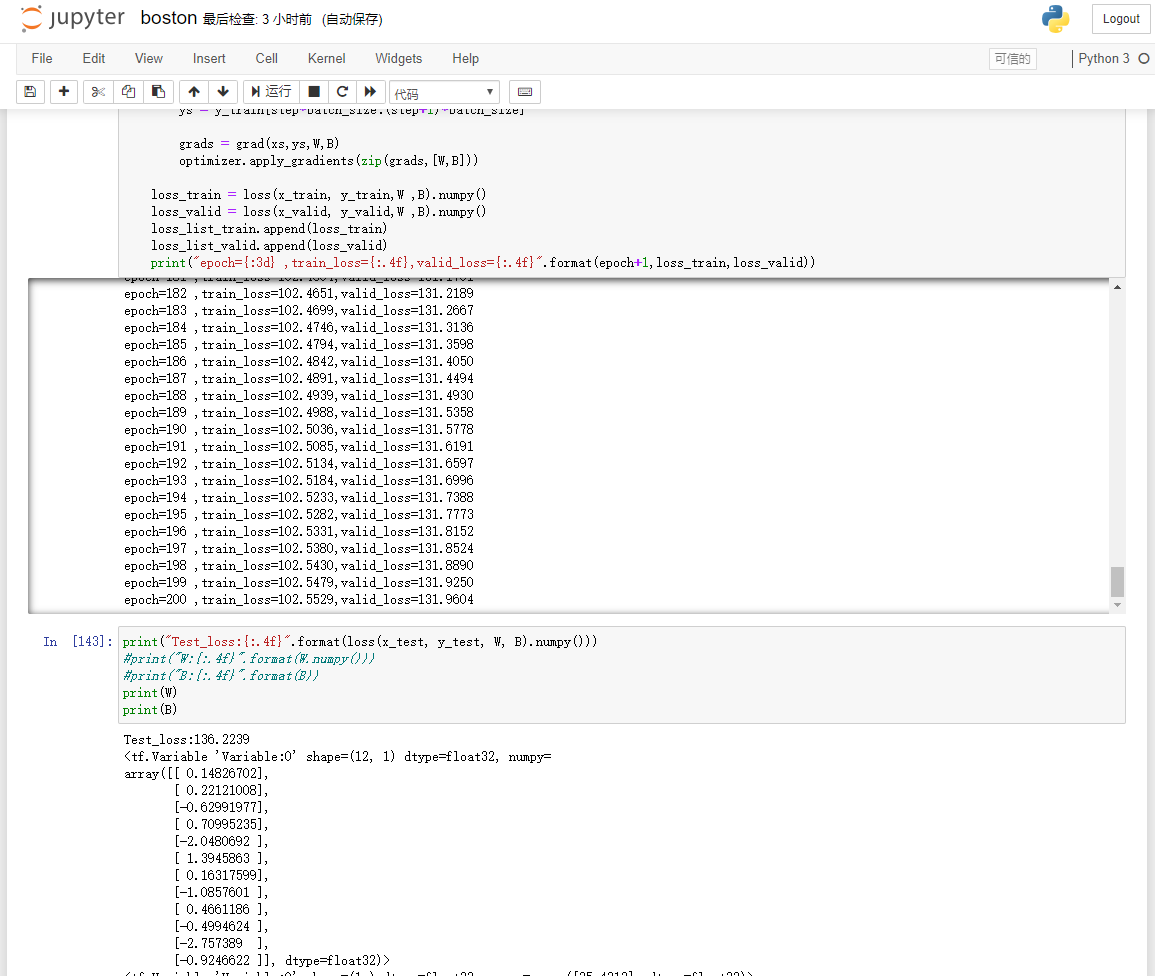 jupyter boston 最后检查: 3 小时前 (自动保存)
Logout
File Edit View Insert Cell Kernel Widgets Help
可信的
Python 3
运行
代码
ys = y_train[step*batch_size:(step+1)*batch_size]
grads = grad(xs,ys,W,B)
optimizer.apply_gradients(zip(grads,[W,B]))
loss_train = loss(x_train, y_train,W ,B).numpy()
loss_valid = loss(x_valid, y_valid,W ,B).numpy()
loss_list_train.append(loss_train)
loss_list_valid.append(loss_valid)
print("epoch={:3d} ,train_loss={:.4f},valid_loss={:.4f}".format(epoch+1,loss_train,loss_valid))
epoch=182 ,train_loss=102.4651,valid_loss=131.2189
epoch=183 ,train_loss=102.4699,valid_loss=131.2667
epoch=184 ,train_loss=102.4746,valid_loss=131.3136
epoch=185 ,train_loss=102.4794,valid_loss=131.3598
epoch=186 ,train_loss=102.4842,valid_loss=131.4050
epoch=187 ,train_loss=102.4891,valid_loss=131.4494
epoch=188 ,train_loss=102.4939,valid_loss=131.4930
epoch=189 ,train_loss=102.4988,valid_loss=131.5358
epoch=190 ,train_loss=102.5036,valid_loss=131.5778
epoch=191 ,train_loss=102.5085,valid_loss=131.6191
epoch=192 ,train_loss=102.5134,valid_loss=131.6597
epoch=193 ,train_loss=102.5184,valid_loss=131.6996
epoch=194 ,train_loss=102.5233,valid_loss=131.7388
epoch=195 ,train_loss=102.5282,valid_loss=131.7773
epoch=196 ,train_loss=102.5331,valid_loss=131.8152
epoch=197 ,train_loss=102.5380,valid_loss=131.8524
epoch=198 ,train_loss=102.5430,valid_loss=131.8890
epoch=199 ,train_loss=102.5479,valid_loss=131.9250
epoch=200 ,train_loss=102.5529,valid_loss=131.9604
In [143]: print("Test_loss:{:.4f}".format(loss(x_test, y_test, W, B).numpy()))
#print("W:{:.4f}".format(W.numpy()))
#print("B:{:.4f}".format(B))
print(W)
print(B)
Test_loss:136.2239
<tf.Variable 'Variable:0' shape=(12, 1) dtype=float32, numpy=
array([[ 0.14826702],
[ 0.22121008],
[-0.62991977],
[ 0.70995235],
[-2.0480692 ],
[ 1.3945863 ],
[ 0.16317599],
[-1.0857601 ],
[ 0.4661186 ],
[-0.4994624 ],
[-2.757389 ],
[-0.9246622 ]], dtype=float32)>